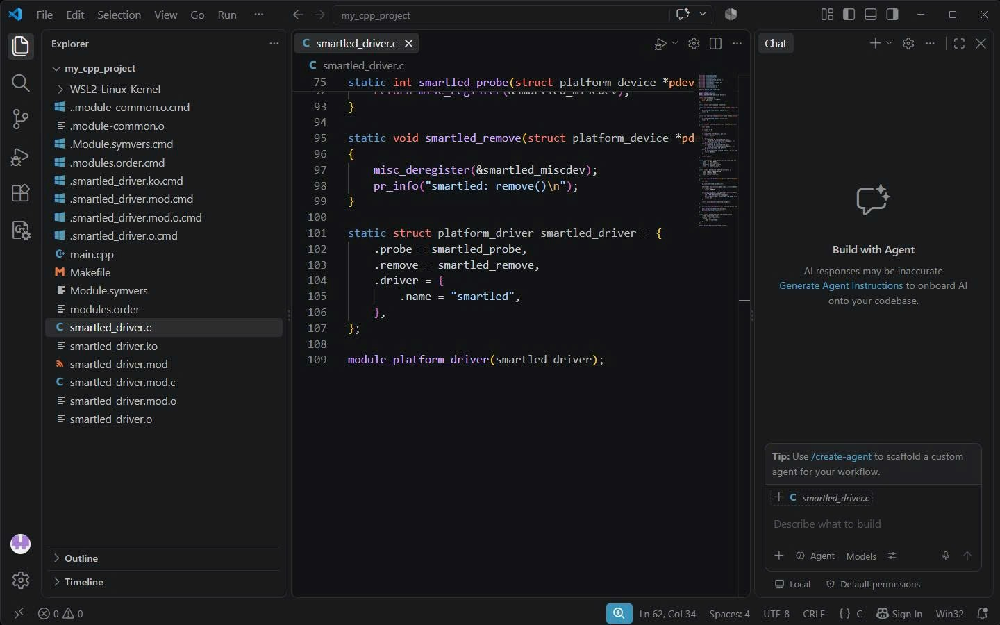 File Edit Selection View Go Run ...
my_cpp_project
Explorer
my_cpp_project
WSL2-Linux-Kernel
..module-common.o.cmd
.module-common.o
.Module.symvers.cmd
.modules.order.cmd
.smartled_driver.ko.cmd
.smartled_driver.mod.cmd
.smartled_driver.mod.o.cmd
.smartled_driver.o.cmd
main.cpp
Makefile
Module.symvers
modules.order
smartled_driver.c
smartled_driver.ko
smartled_driver.mod
smartled_driver.mod.c
smartled_driver.mod.o
smartled_driver.o
Outline
Timeline
C smartled_driver.c
C smartled_driver.c
75 static int smartled_probe(struct platform_device *pdev
92 return misc_register(&smartled_miscdev);
93 }
94
95 static void smartled_remove(struct platform_device *pd
96 {
97 misc_deregister(&smartled_miscdev);
98 pr_info("smartled: remove()\n");
99 }
100
101 static struct platform_driver smartled_driver = {
102 .probe = smartled_probe,
103 .remove = smartled_remove,
104 .driver = {
105 .name = "smartled",
106 },
107 };
108
109 module_platform_driver(smartled_driver);
Chat
Build with Agent
AI responses may be inaccurate
Generate Agent Instructions to onboard AI
onto your codebase.
Tip: Use /create-agent to scaffold a custom
agent for your workflow.
C smartled_driver.c
Describe what to build
Agent Models
Local Default permissions
0 0
Ln 62, Col 34 Spaces: 4 UTF-8 CRLF {} C Sign In Win32